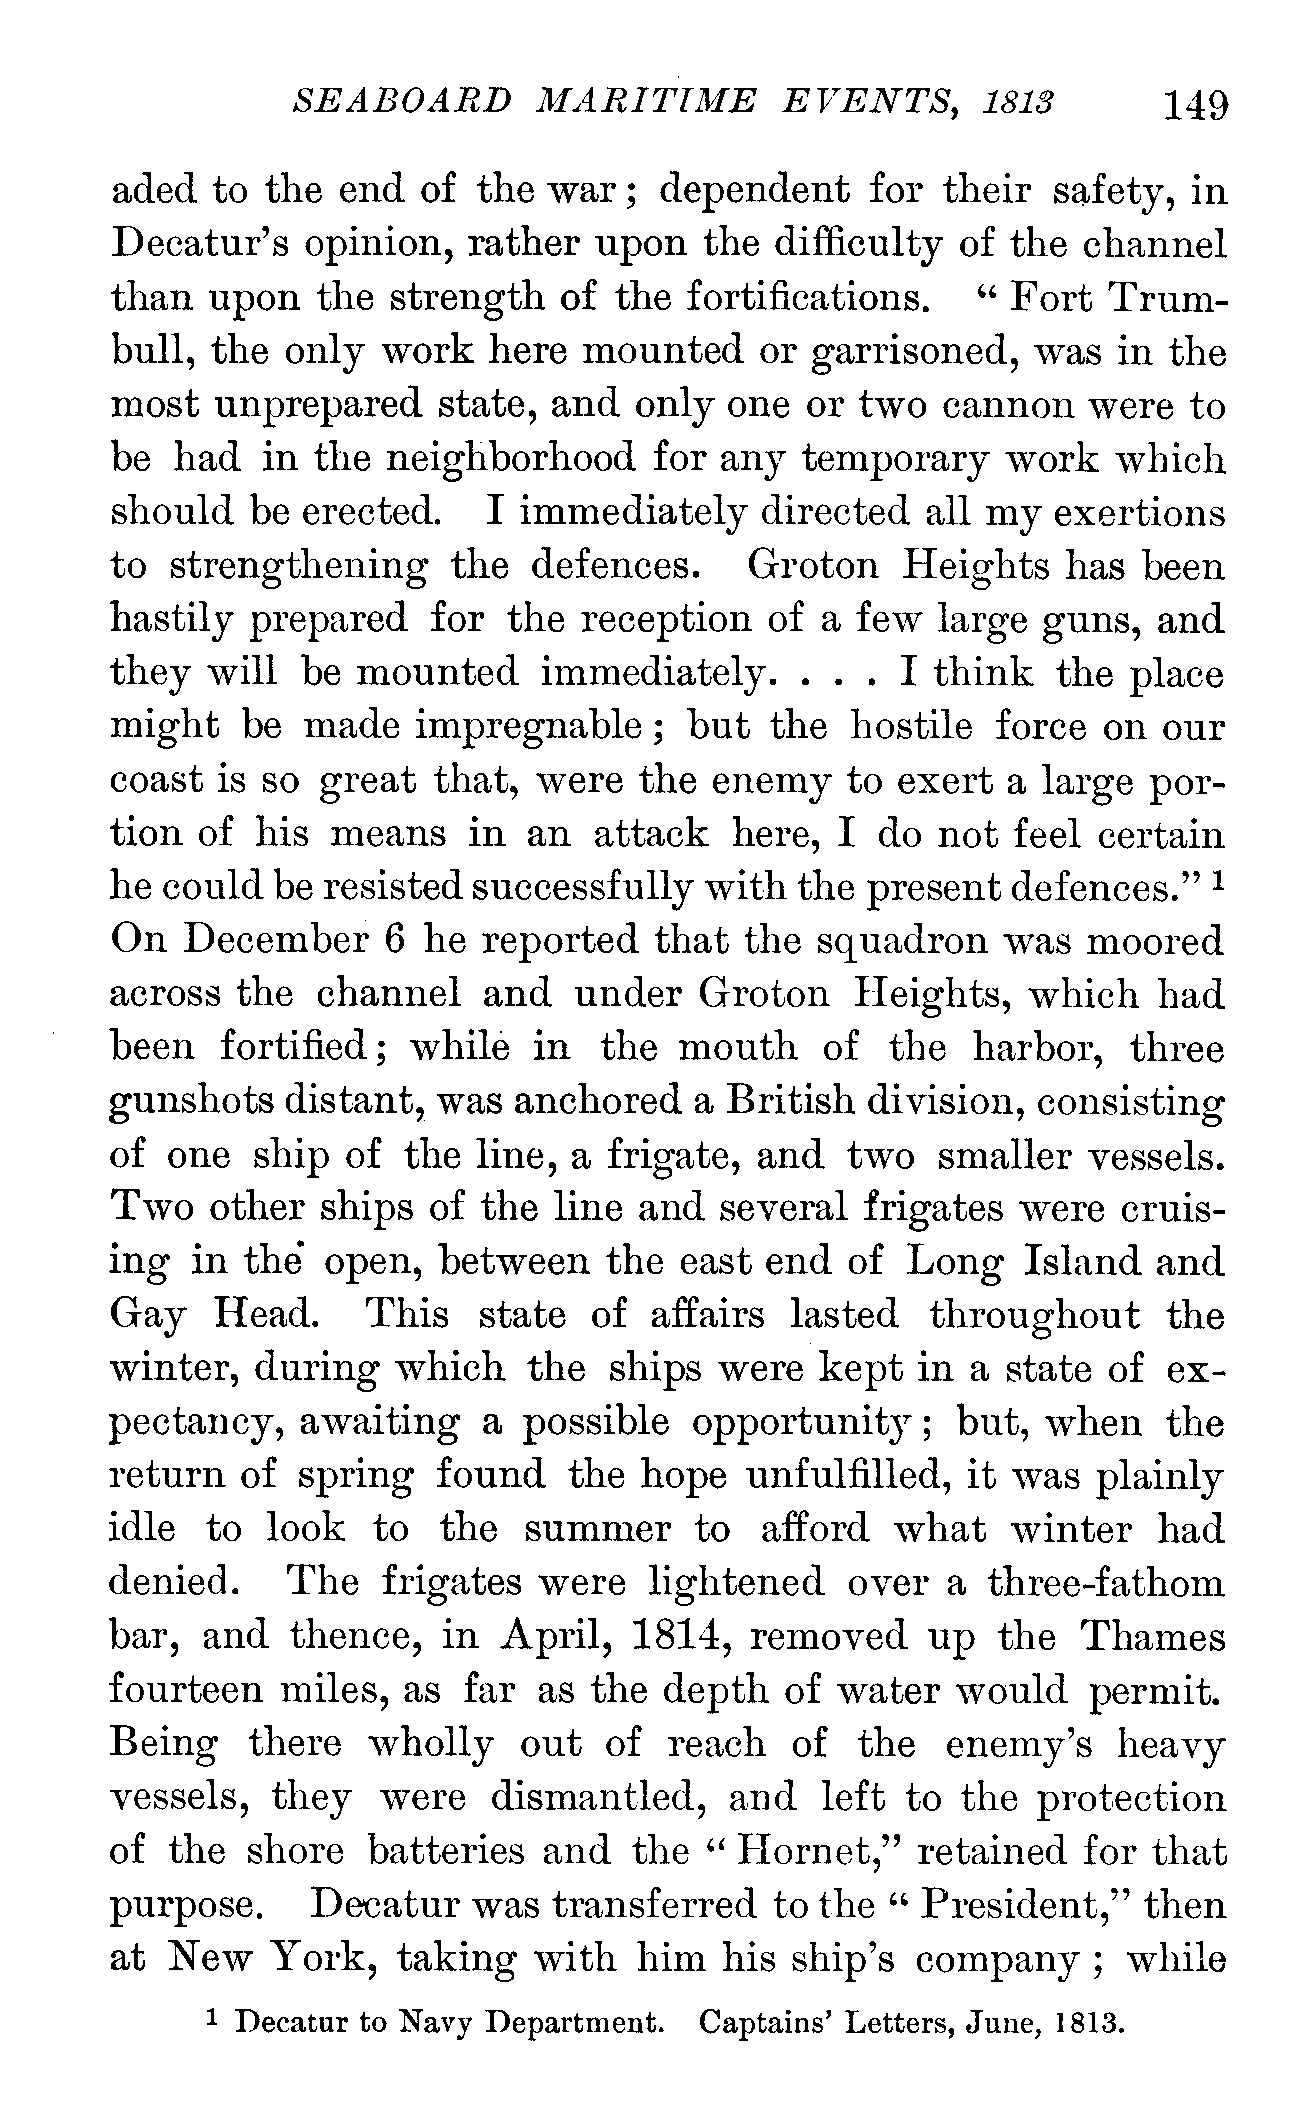 SEABOARD MARITIME EVENTS, 1813 149
aded to the end of the war; dependent for their safety, in
Decatur's opinion, rather upon the difficulty of the channel
than upon the strength of the fortifications. “Fort Trum-
bull, the only work here mounted or garrisoned, was in the
most unprepared state, and only one or two cannon were to
be had in the neighborhood for any temporary work which
should be erected. I immediately directed all my exertions
to strengthening the defences. Groton Heights has been
hastily prepared for the reception of a few large guns, and
they will be mounted immediately. . . . I think the place
might be made impregnable; but the hostile force on our
coast is so great that, were the enemy to exert a large por-
tion of his means in an attack here, I do not feel certain
he could be resisted successfully with the present defences.” 1
On December 6 he reported that the squadron was moored
across the channel and under Groton Heights, which had
been fortified; while in the mouth of the harbor, three
gunshots distant, was anchored a British division, consisting
of one ship of the line, a frigate, and two smaller vessels.
Two other ships of the line and several frigates were cruis-
ing in the open, between the east end of Long Island and
Gay Head. This state of affairs lasted throughout the
winter, during which the ships were kept in a state of ex-
pectancy, awaiting a possible opportunity; but, when the
return of spring found the hope unfulfilled, it was plainly
idle to look to the summer to afford what winter had
denied. The frigates were lightened over a three-fathom
bar, and thence, in April, 1814, removed up the Thames
fourteen miles, as far as the depth of water would permit.
Being there wholly out of reach of the enemy's heavy
vessels, they were dismantled, and left to the protection
of the shore batteries and the “Hornet,” retained for that
purpose. Decatur was transferred to the “President,” then
at New York, taking with him his ship's company; while
1 Decatur to Navy Department. Captains' Letters, June, 1813.